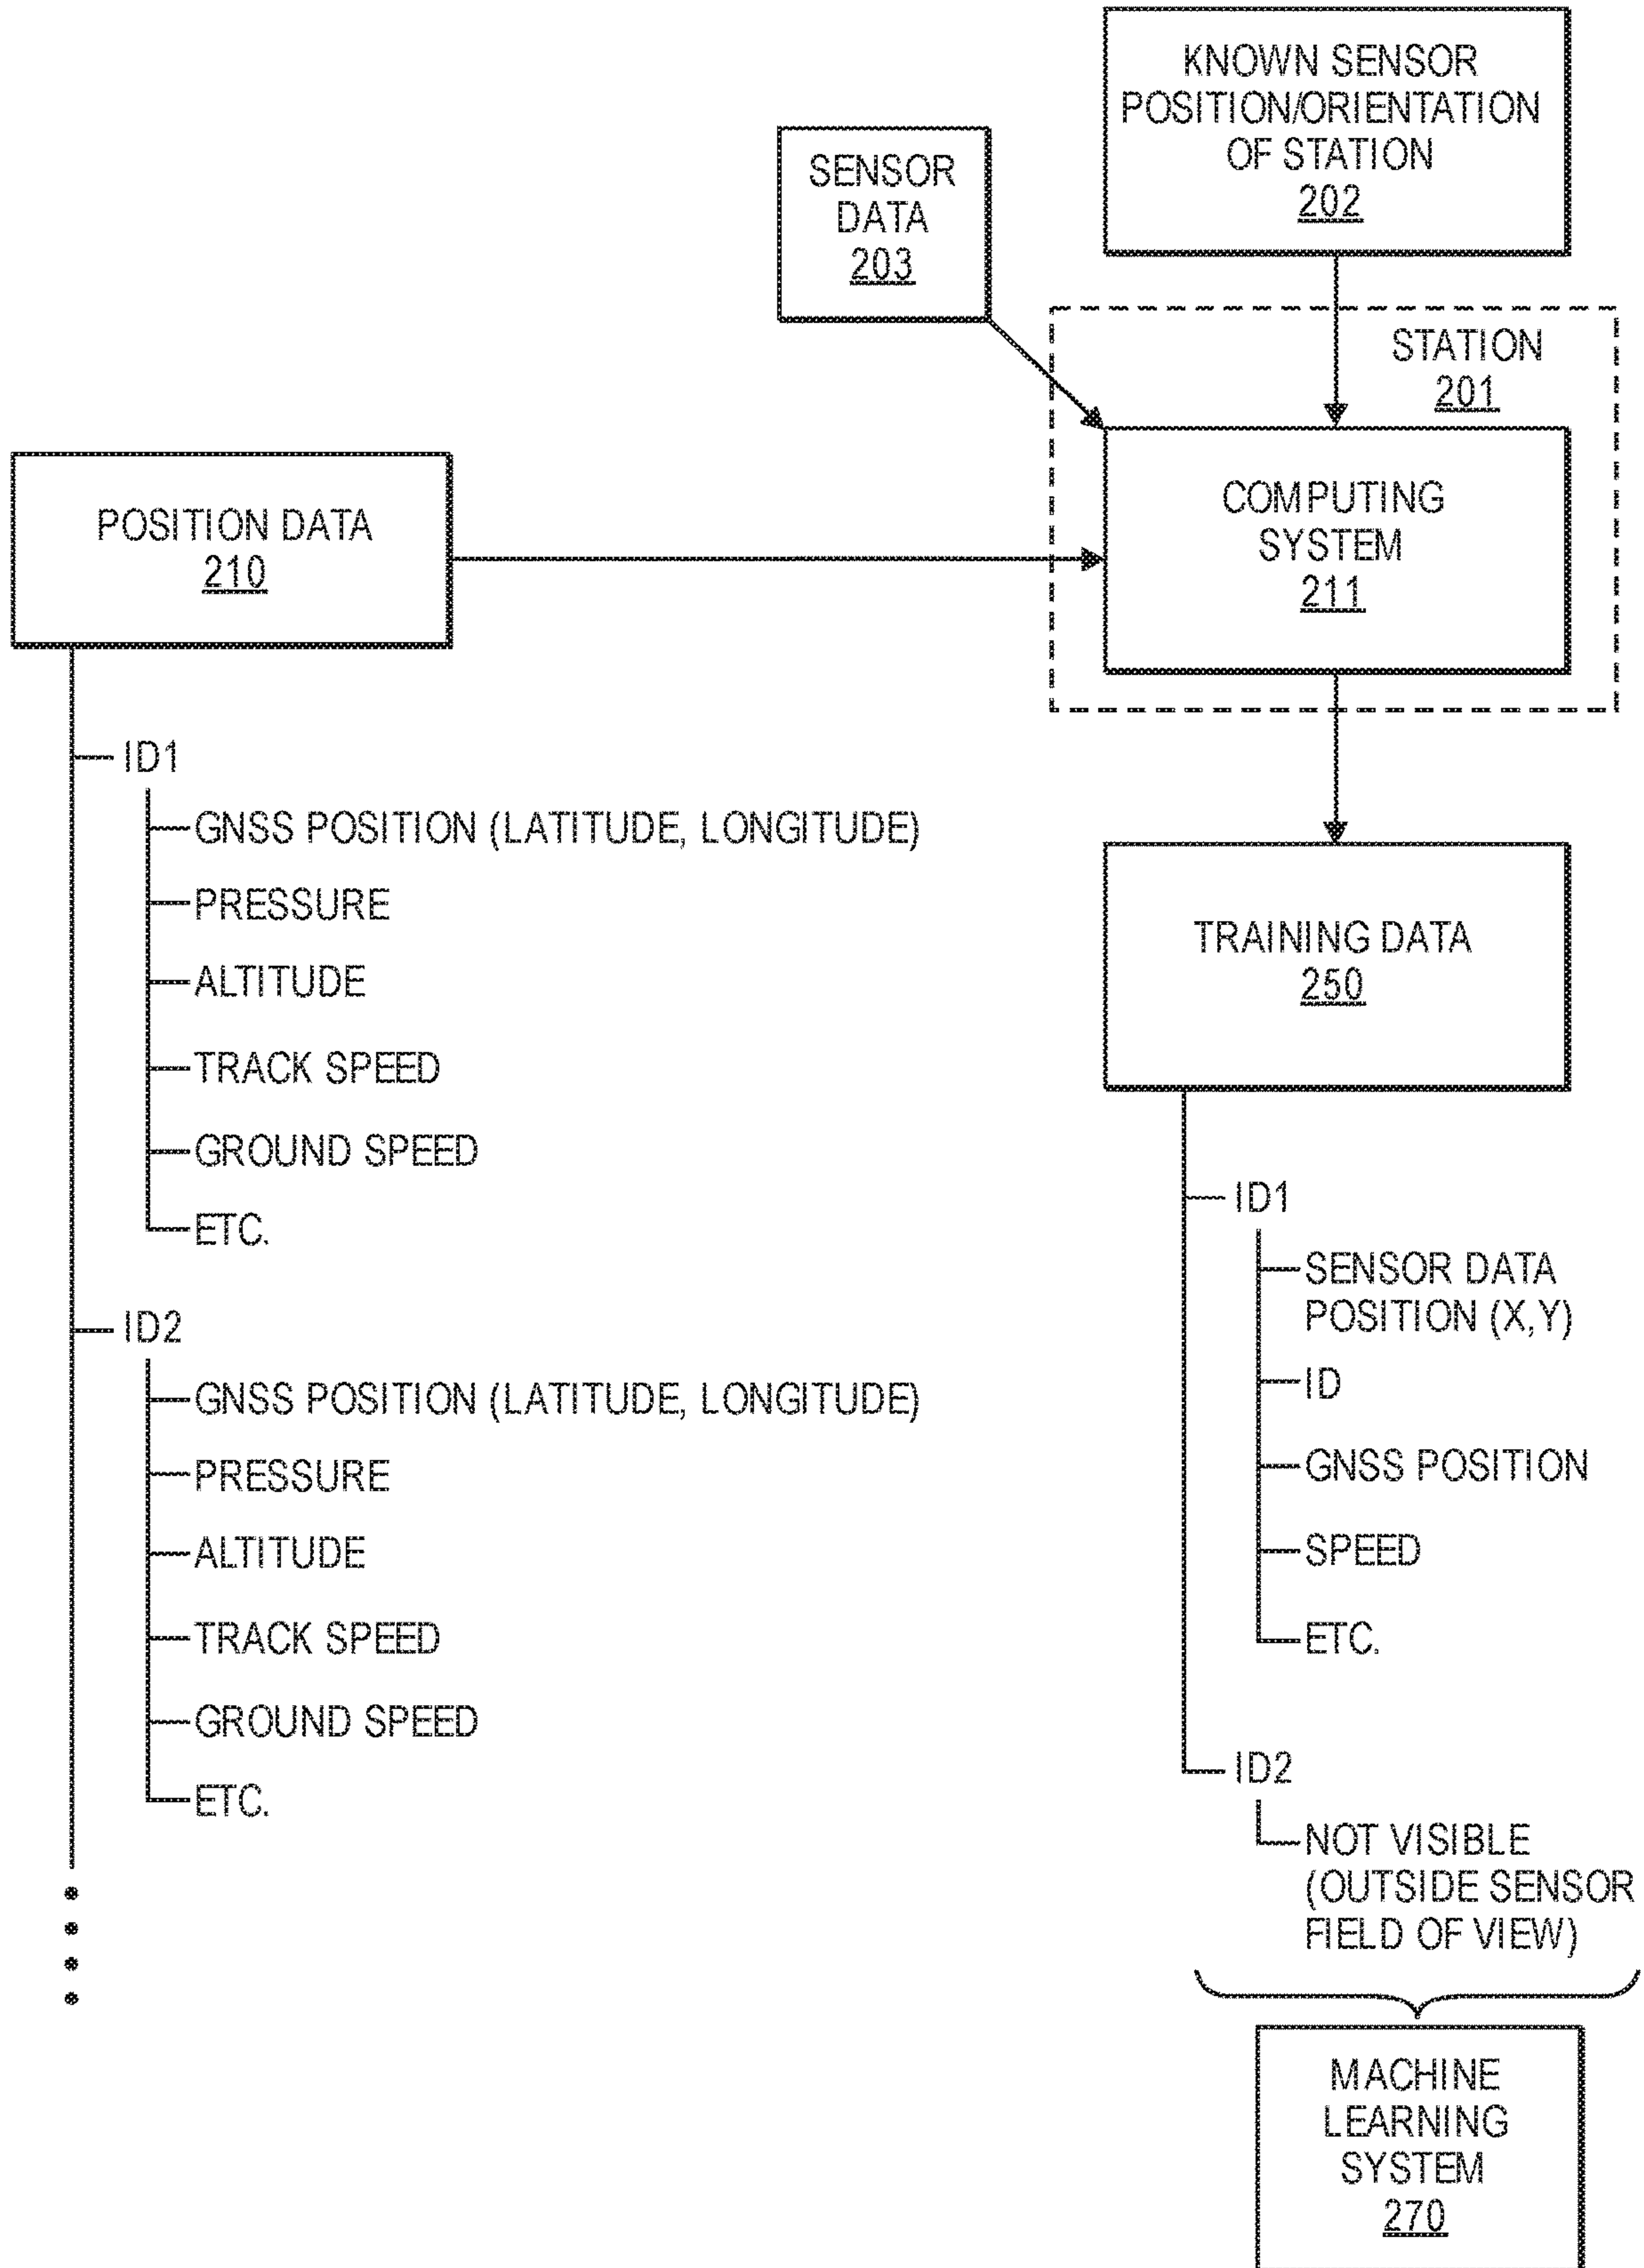 KNOWN SENSOR
POSITION/ORIENTATION
OF STATION
202
SENSOR
DATA
203
STATION
201
COMPUTING
SYSTEM
211
POSITION DATA
210
ID1
GNSS POSITION (LATITUDE, LONGITUDE)
PRESSURE
ALTITUDE
TRACK SPEED
GROUND SPEED
ETC.
ID2
GNSS POSITION (LATITUDE, LONGITUDE)
PRESSURE
ALTITUDE
TRACK SPEED
GROUND SPEED
ETC.
TRAINING DATA
250
ID1
SENSOR DATA
POSITION (X,Y)
ID
GNSS POSITION
SPEED
ETC.
ID2
NOT VISIBLE
(OUTSIDE SENSOR
FIELD OF VIEW)
MACHINE
LEARNING
SYSTEM
270